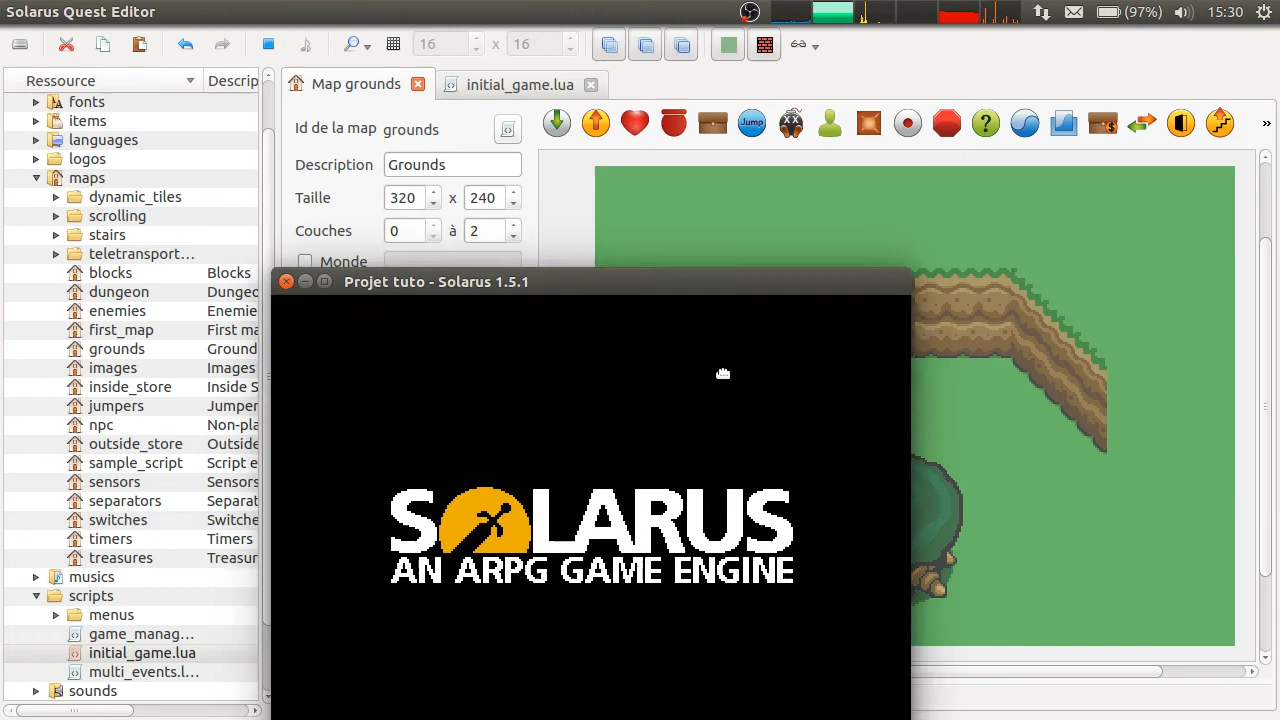 Solarus Quest Editor
(97%)
15:30
16 x 16
Ressource
Descrip
Map grounds
initial_game.lua
fonts
items
languages
logos
maps
dynamic_tiles
scrolling
stairs
teletransport...
blocks Blocks
dungeon Dungeo
enemies Enemie
first_map First ma
grounds Ground
images Images
inside_store Inside S
jumpers Jumper
npc Non-pla
outside_store Outside
sample_script Script e
sensors Sensors
separators Separat
switches Switche
timers Timers
treasures Treasur
musics
scripts
menus
game_manag...
initial_game.lua
multi_events.l...
sounds
Id de la map grounds
Description Grounds
Taille 320 x 240
Couches 0 à 2
Monde
Jump
»
Projet tuto - Solarus 1.5.1
SOLARUS
AN ARPG GAME ENGINE